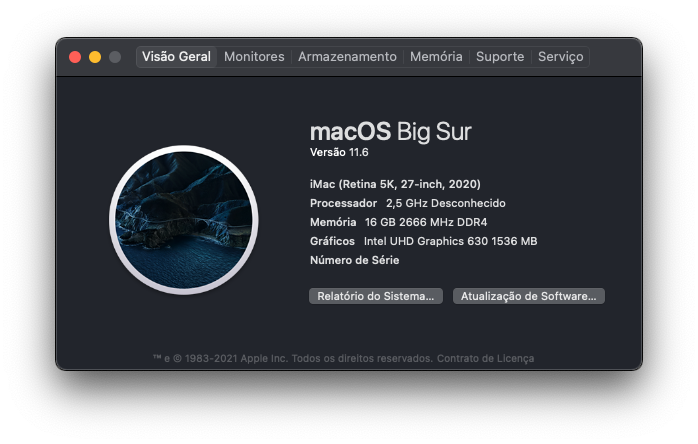 Visão Geral Monitores Armazenamento Memória Suporte Serviço
macOS Big Sur
Versão 11.6
iMac (Retina 5K, 27-inch, 2020)
Processador 2,5 GHz Desconhecido
Memória 16 GB 2666 MHz DDR4
Gráficos Intel UHD Graphics 630 1536 MB
Número de Série
Relatório do Sistema... Atualização de Software...
™ e © 1983-2021 Apple Inc. Todos os direitos reservados. Contrato de Licença